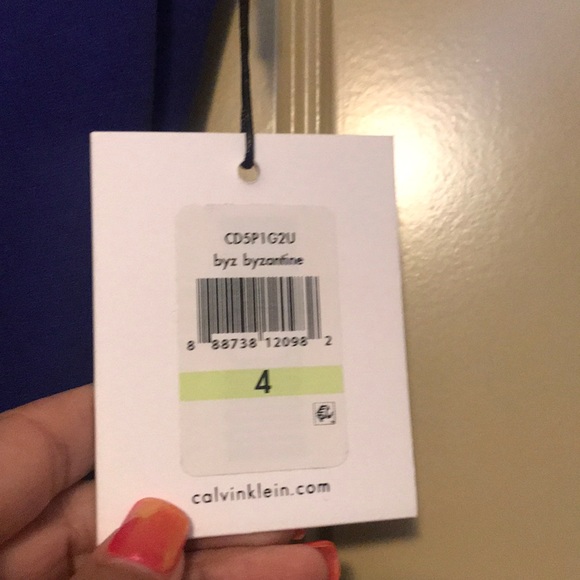 CD5P1G2U
byz byzantine
8 88738 12098 2
4
calvinklein.com